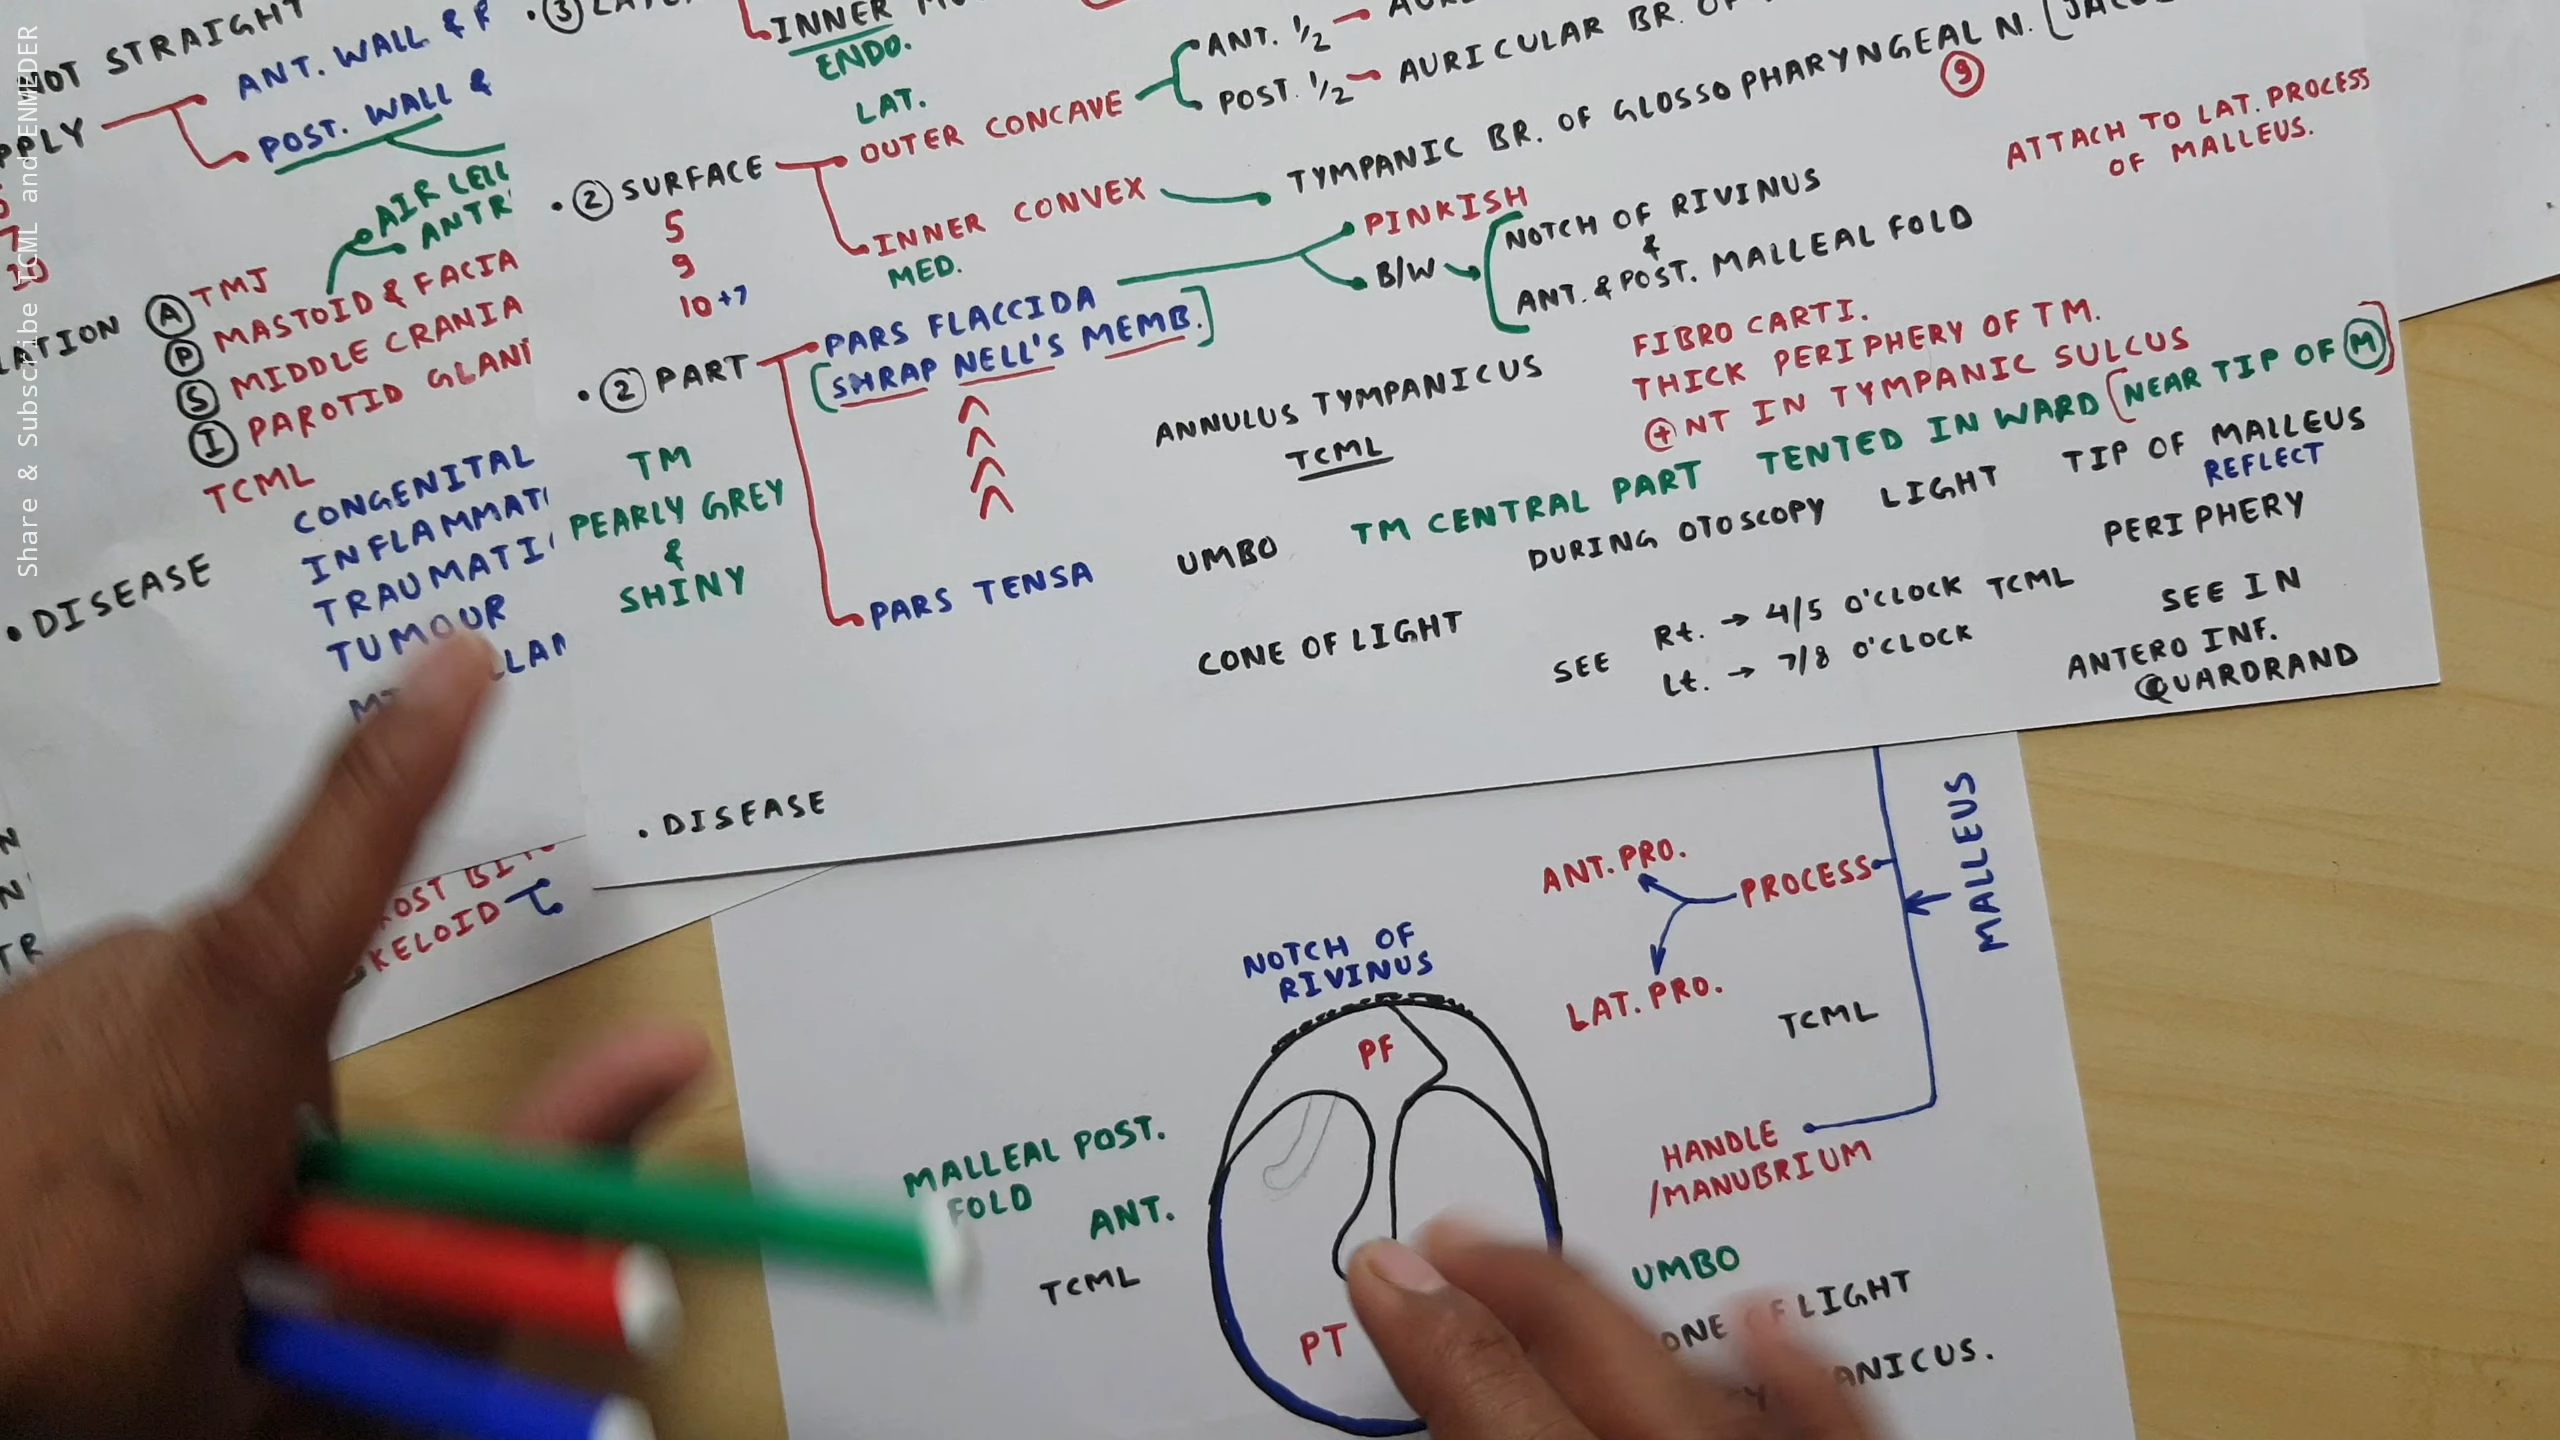 Share & Subscribe TCML and ENMEDER
NOT STRAIGHT
ANT. WALL &
POST. WALL &
AIR CELL
TMJ
MASTOID & FACIA
MIDDLE CRANIA
PAROTID GLAN
A
P
S
I
TCML
• DISEASE
CONGENITAL
INFLAMMAT
TRAUMATI
TUMOUR
KELOID
INNER
ENDO.
• 2 SURFACE
5
9
10+7
LAT.
OUTER CONCAVE
ANT. 1/2
POST. 1/2 AURICULAR BR. OF
INNER CONVEX
MED.
TYMPANIC BR. OF GLOSSO PHARYNGEAL N.
9
• 2 PART
PARS FLACCIDA
(SHRAP NELL'S MEMB.)
PINKISH
B/W
NOTCH OF RIVINUS
&
ANT. & POST. MALLEAL FOLD
ATTACH TO LAT. PROCESS
OF MALLEUS.
TM
PEARLY GREY
&
SHINY
PARS TENSA
ANNULUS TYMPANICUS
TCML
FIBRO CARTI.
THICK PERIPHERY OF TM.
+NT IN TYMPANIC SULCUS
UMBO
TM CENTRAL PART TENTED IN WARD (NEAR TIP OF M)
DURING OTOSCOPY LIGHT TIP OF MALLEUS
REFLECT
PERIPHERY
CONE OF LIGHT
SEE
Rt. → 4/5 O'CLOCK TCML
Lt. → 7/8 O'CLOCK
SEE IN
ANTERO INF.
QUARDRAND
• DISEASE
ANT. PRO.
PROCESS
LAT. PRO.
MALLEUS
TCML
NOTCH OF
RIVINUS
PF
MALLEAL POST.
FOLD
ANT.
TCML
HANDLE
/MANUBRIUM
UMBO
LIGHT
PT